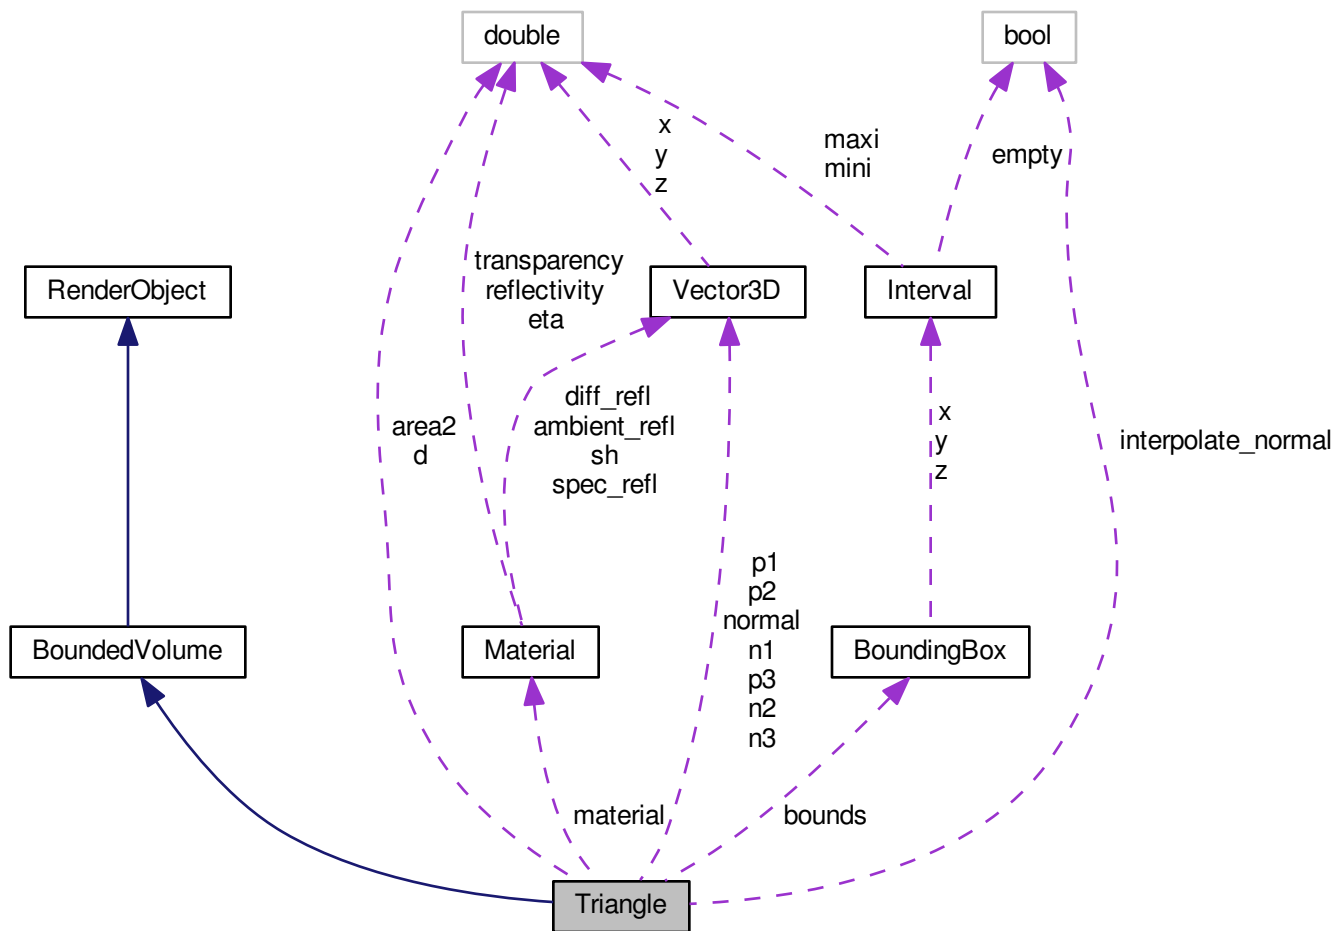 double
bool
x
y
z
maxi
mini
empty
RenderObject
transparency
reflectivity
eta
Vector3D
Interval
area2
d
diff_refl
ambient_refl
sh
spec_refl
x
y
z
interpolate_normal
p1
p2
normal
n1
p3
n2
n3
BoundedVolume
Material
BoundingBox
material
bounds
Triangle